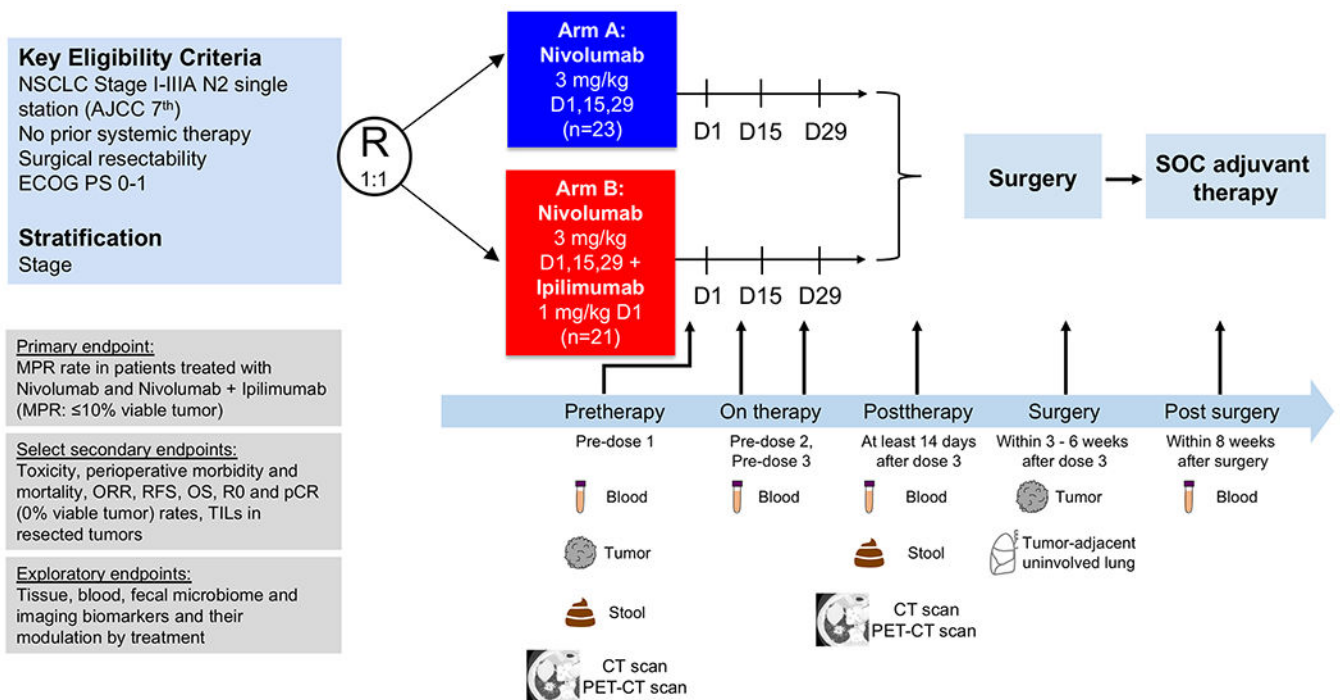 Key Eligibility Criteria
NSCLC Stage I-IIIA N2 single
station (AJCC 7th)
No prior systemic therapy
Surgical resectability
ECOG PS 0-1
Stratification
Stage
R
1:1
Arm A:
Nivolumab
3 mg/kg
D1,15,29
(n=23)
D1 D15 D29
Arm B:
Nivolumab
3 mg/kg
D1,15,29 +
Ipilimumab
1 mg/kg D1
(n=21)
D1 D15 D29
Surgery
SOC adjuvant
therapy
Primary endpoint:
MPR rate in patients treated with
Nivolumab and Nivolumab + Ipilimumab
(MPR: ≤10% viable tumor)
Select secondary endpoints:
Toxicity, perioperative morbidity and
mortality, ORR, RFS, OS, R0 and pCR
(0% viable tumor) rates, TILs in
resected tumors
Exploratory endpoints:
Tissue, blood, fecal microbiome and
imaging biomarkers and their
modulation by treatment
Pretherapy
Pre-dose 1
Blood
Tumor
Stool
CT scan
PET-CT scan
On therapy
Pre-dose 2,
Pre-dose 3
Blood
Posttherapy
At least 14 days
after dose 3
Blood
Stool
CT scan
PET-CT scan
Surgery
Within 3 - 6 weeks
after dose 3
Tumor
Tumor-adjacent
uninvolved lung
Post surgery
Within 8 weeks
after surgery
Blood